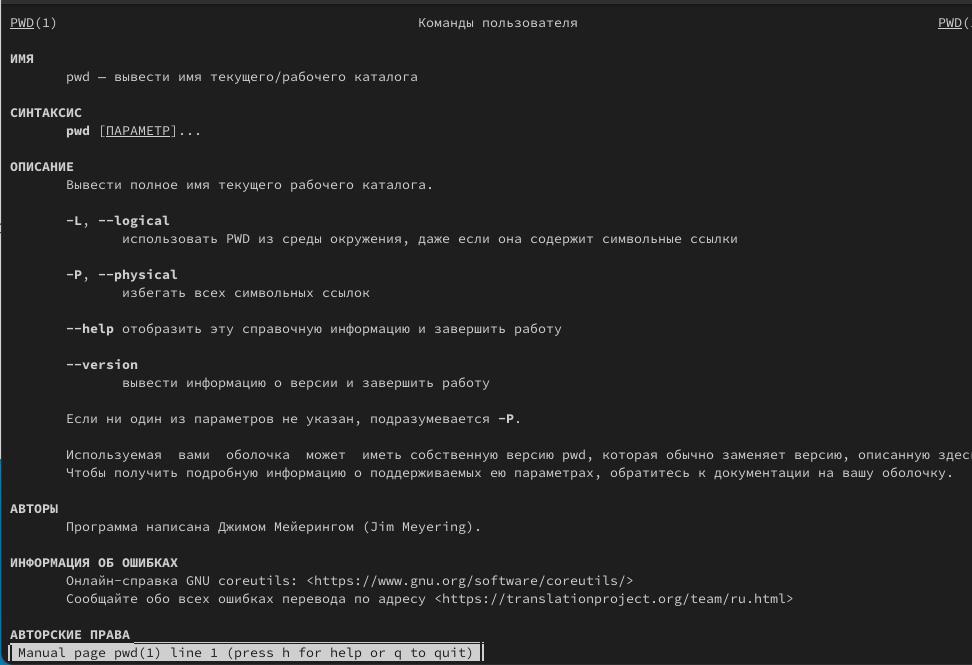 PWD(1) Команды пользователя PWD(
ИМЯ
pwd — вывести имя текущего/рабочего каталога
СИНТАКСИС
pwd [ПАРАМЕТР]...
ОПИСАНИЕ
Вывести полное имя текущего рабочего каталога.
-L, --logical
использовать PWD из среды окружения, даже если она содержит символьные ссылки
-P, --physical
избегать всех символьных ссылок
--help отобразить эту справочную информацию и завершить работу
--version
вывести информацию о версии и завершить работу
Если ни один из параметров не указан, подразумевается -P.
Используемая вами оболочка может иметь собственную версию pwd, которая обычно заменяет версию, описанную здес
Чтобы получить подробную информацию о поддерживаемых ею параметрах, обратитесь к документации на вашу оболочку.
АВТОРЫ
Программа написана Джимом Мейерингом (Jim Meyering).
ИНФОРМАЦИЯ ОБ ОШИБКАХ
Онлайн-справка GNU coreutils: <https://www.gnu.org/software/coreutils/>
Сообщайте обо всех ошибках перевода по адресу <https://translationproject.org/team/ru.html>
АВТОРСКИЕ ПРАВА
Manual page pwd(1) line 1 (press h for help or q to quit)